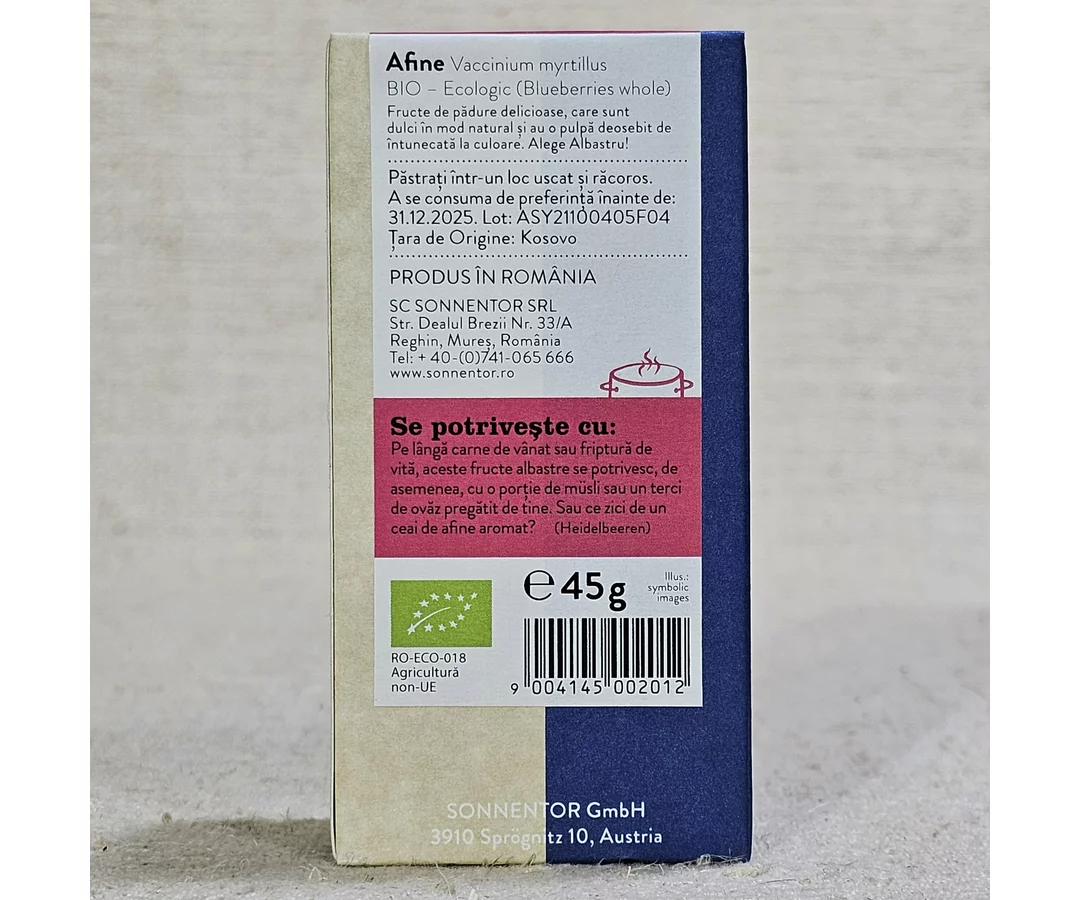 Afine Vaccinium myrtillus
BIO – Ecologic (Blueberries whole)
Fructe de pădure delicioase, care sunt
dulci în mod natural și au o pulpă deosebit de
întunecată la culoare. Alege Albastru!
Păstrați într-un loc uscat și răcoros.
A se consuma de preferință înainte de:
31.12.2025. Lot: ASY21100405F04
Țara de Origine: Kosovo
PRODUS ÎN ROMÂNIA
SC SONNENTOR SRL
Str. Dealul Brezii Nr. 33/A
Reghin, Mureș, România
Tel: + 40-(0)741-065 666
www.sonnentor.ro
Se potrivește cu:
Pe lângă carne de vânat sau friptură de
vită, aceste fructe albastre se potrivesc, de
asemenea, cu o porție de müsli sau un terci
de ovăz pregătit de tine. Sau ce zici de un
ceai de afine aromat? (Heidelbeeren)
℮ 45g
Illus.:
symbolic
images
RO-ECO-018
Agricultură
non-UE
9 004145 002012
SONNENTOR GmbH
3910 Sprögnitz 10, Austria